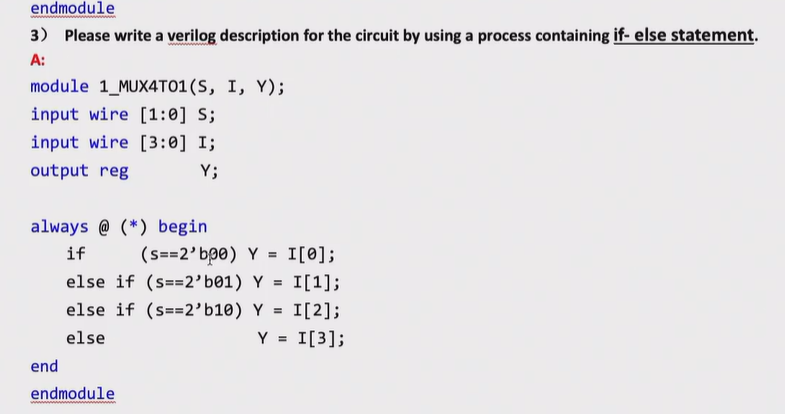 endmodule
3） Please write a verilog description for the circuit by using a process containing if- else statement.
A:
module 1_MUX4TO1(S, I, Y);
input wire [1:0] S;
input wire [3:0] I;
output reg Y;
always @ (*) begin
if (s==2’b00) Y = I[0];
else if (s==2’b01) Y = I[1];
else if (s==2’b10) Y = I[2];
else Y = I[3];
end
endmodule